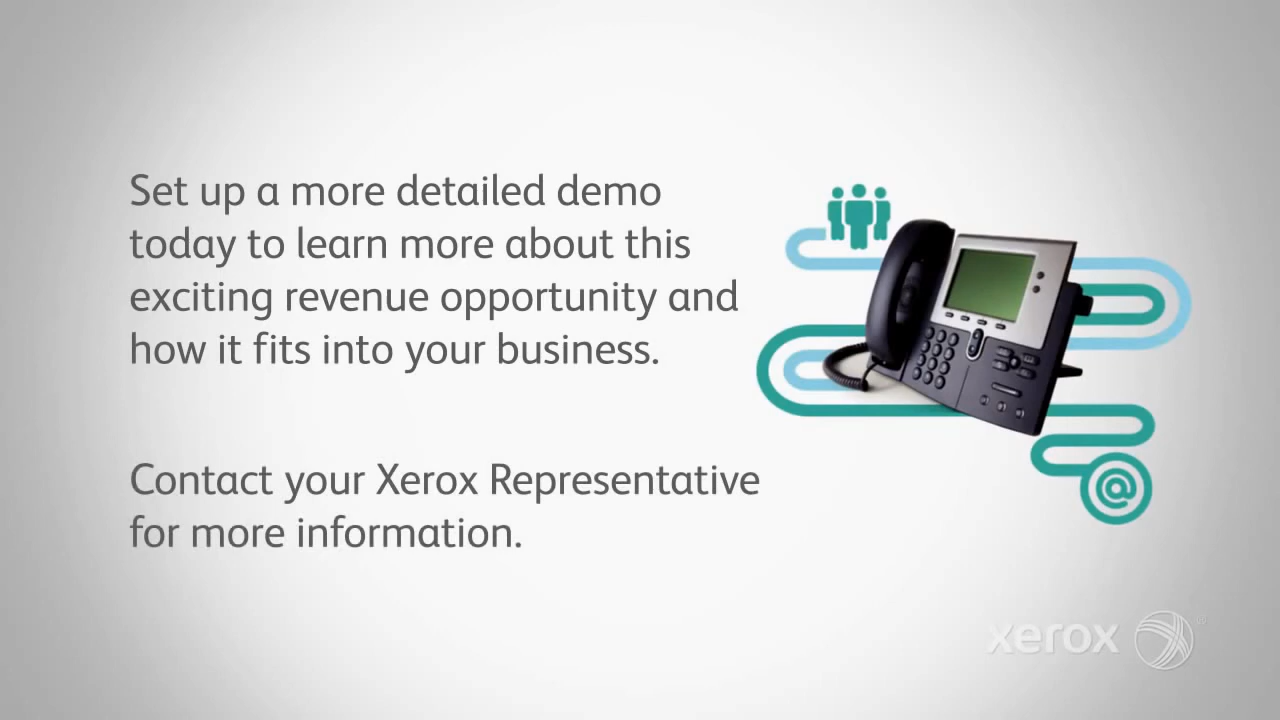 Set up a more detailed demo
today to learn more about this
exciting revenue opportunity and
how it fits into your business.
Contact your Xerox Representative
for more information.
@
xerox ®